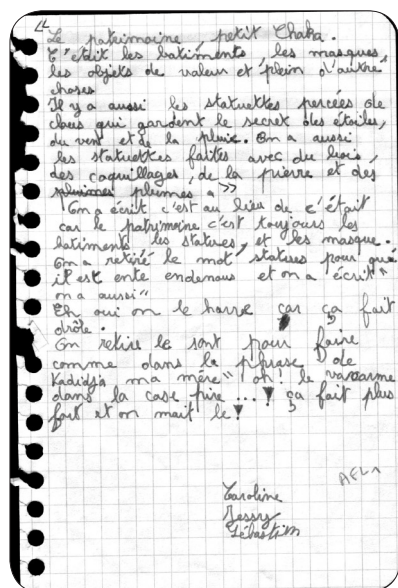 “
Le patrimoine, petit Chaka.
C'était les batiments, les masques,
les objets de valeur et plein d'autre
choses
Il y a aussi les statuettes percées de
clous qui gardent le secret des étoiles,
du vent et de la pluie. On a aussi
les statuettes faites avec du bois,
des coquillages, de la pierre et des
pluimes plumes. ”
On a écrit c'est au lieu de c'était
car le patrimoine c'est toujours les
batiments, les statues, et les masque.
On a retiré le mot statues pour que
il est ente endenous et on a écrit "
on a aussi"
Eh oui on le barre car ça fait
drôle.
On retire le sont pour faire
comme dans la phrase de
Kadidja ma mère" oh! le vacarme
dans la case pire ...! ça fait plus
fort et on mait le!
AFL1
Caroline
Jessy
Sébastien